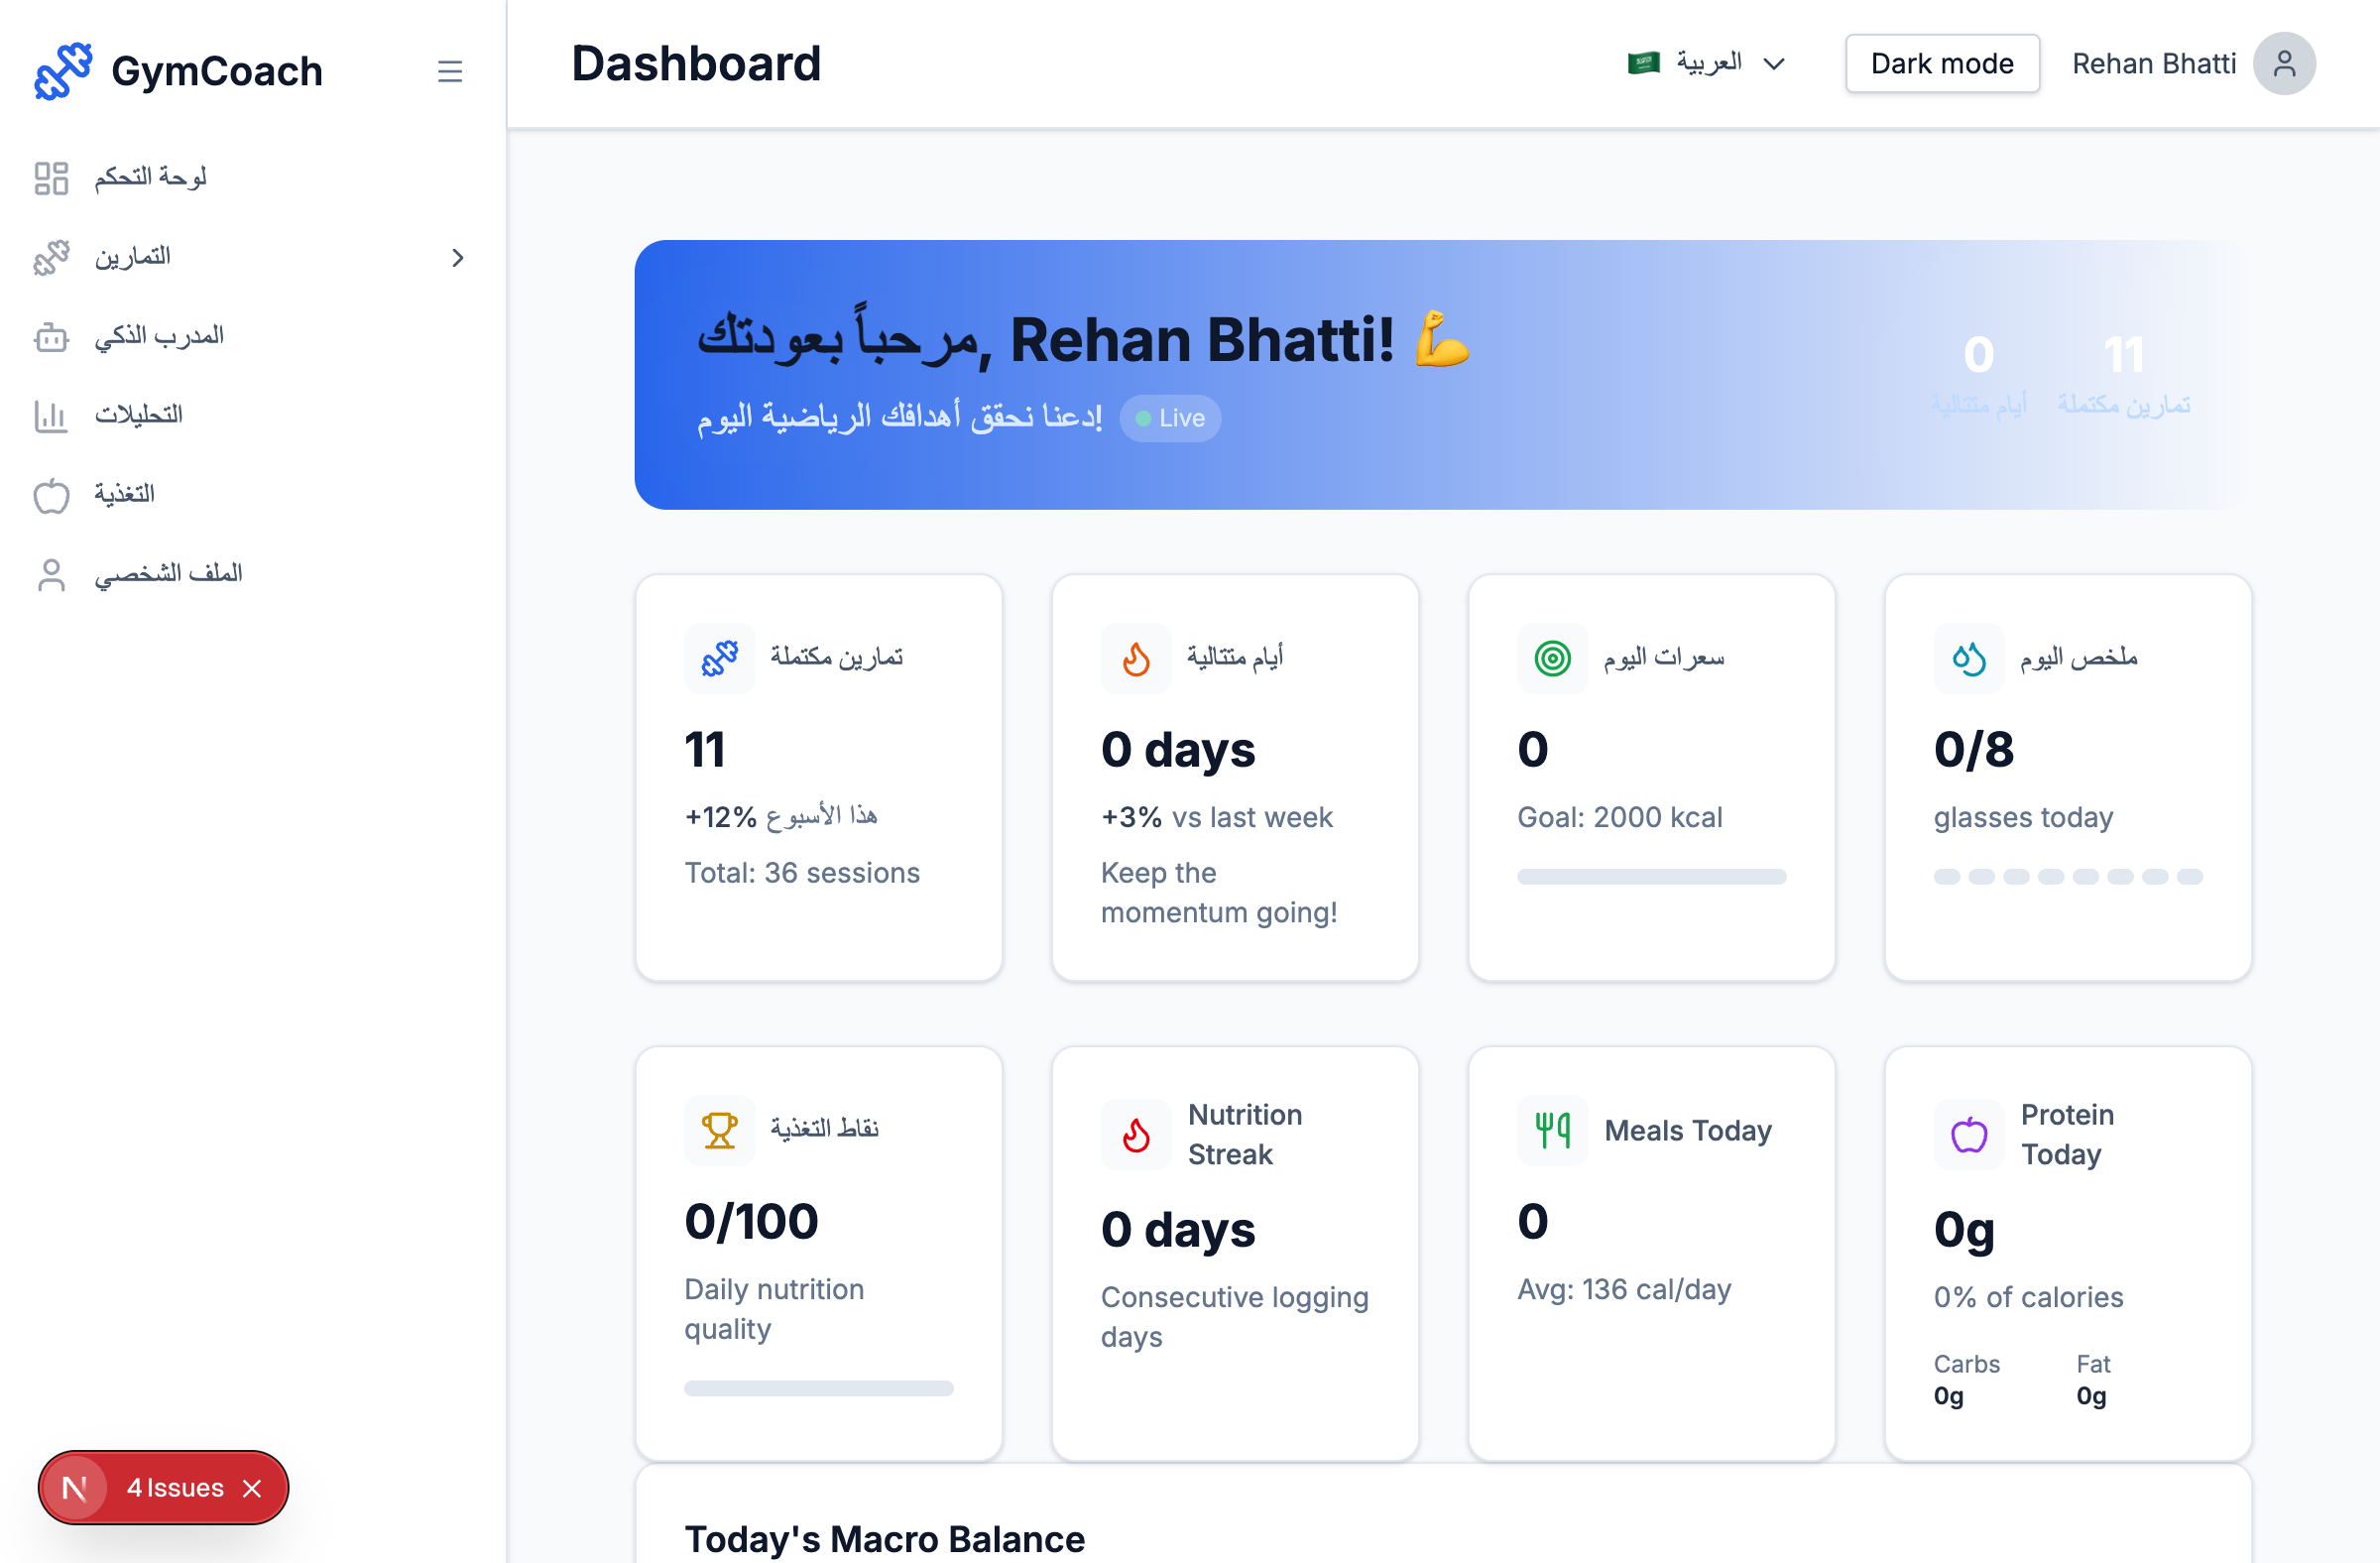 GymCoach
لوحة التحكم
التمارين
المدرب الذكي
التحليلات
التغذية
الملف الشخصي
4 Issues
Dashboard
العربية
Dark mode
Rehan Bhatti
مرحباً بعودتك, Rehan Bhatti! 💪
دعنا نحقق أهدافك الرياضية اليوم!
Live
0
أيام متتالية
11
تمارين مكتملة
تمارين مكتملة
11
+12% هذا الأسبوع
Total: 36 sessions
أيام متتالية
0 days
+3% vs last week
Keep the
momentum going!
سعرات اليوم
0
Goal: 2000 kcal
ملخص اليوم
0/8
glasses today
نقاط التغذية
0/100
Daily nutrition
quality
Nutrition
Streak
0 days
Consecutive logging
days
Meals Today
0
Avg: 136 cal/day
Protein
Today
0g
0% of calories
Carbs
0g
Fat
0g
Today's Macro Balance